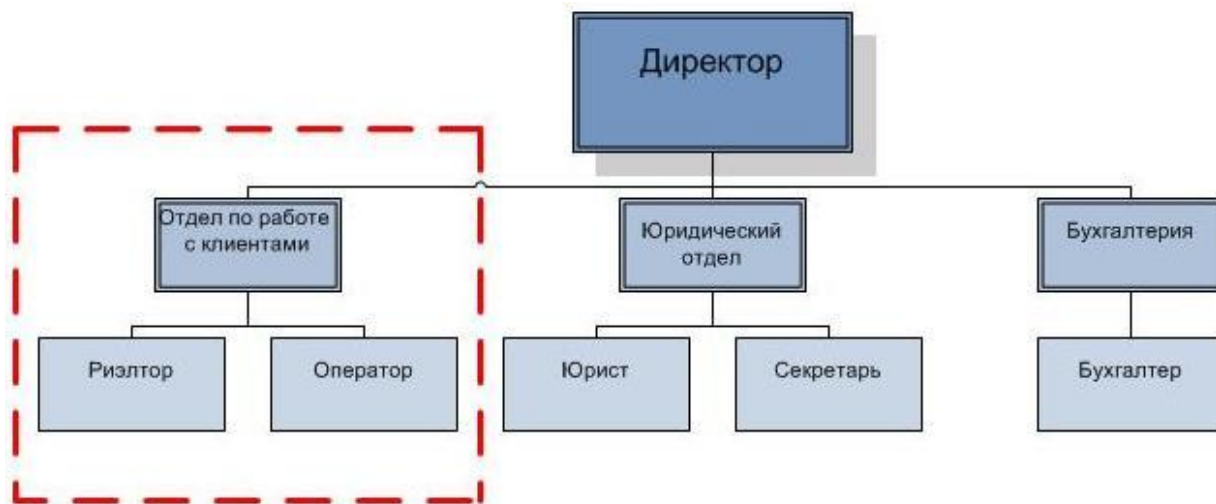 Директор
Отдел по работе
с клиентами
Юридический
отдел
Бухгалтерия
Риэлтор
Оператор
Юрист
Секретарь
Бухгалтер